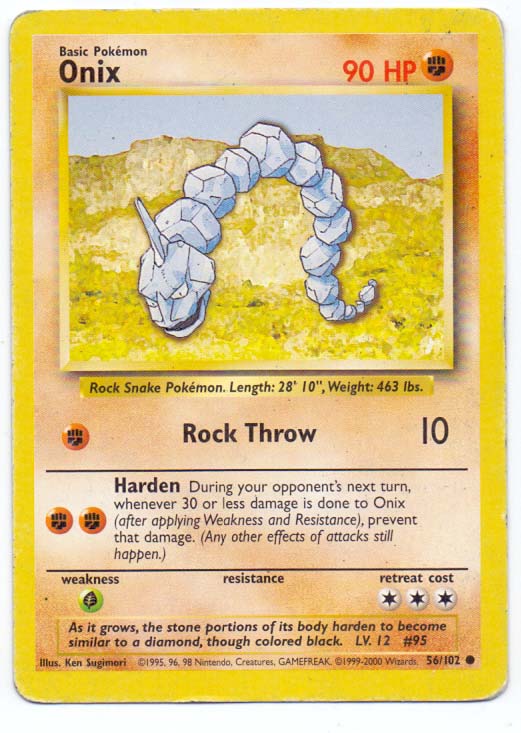 Basic Pokémon
Onix
90 HP
Rock Snake Pokémon. Length: 28' 10", Weight: 463 lbs.
Rock Throw 10
Harden During your opponent's next turn,
whenever 30 or less damage is done to Onix
(after applying Weakness and Resistance), prevent
that damage. (Any other effects of attacks still
happen.)
weakness resistance retreat cost
As it grows, the stone portions of its body harden to become
similar to a diamond, though colored black. LV. 12 #95
Illus. Ken Sugimori ©1995, 96, 98 Nintendo, Creatures, GAMEFREAK. ©1999-2000 Wizards. 56/102